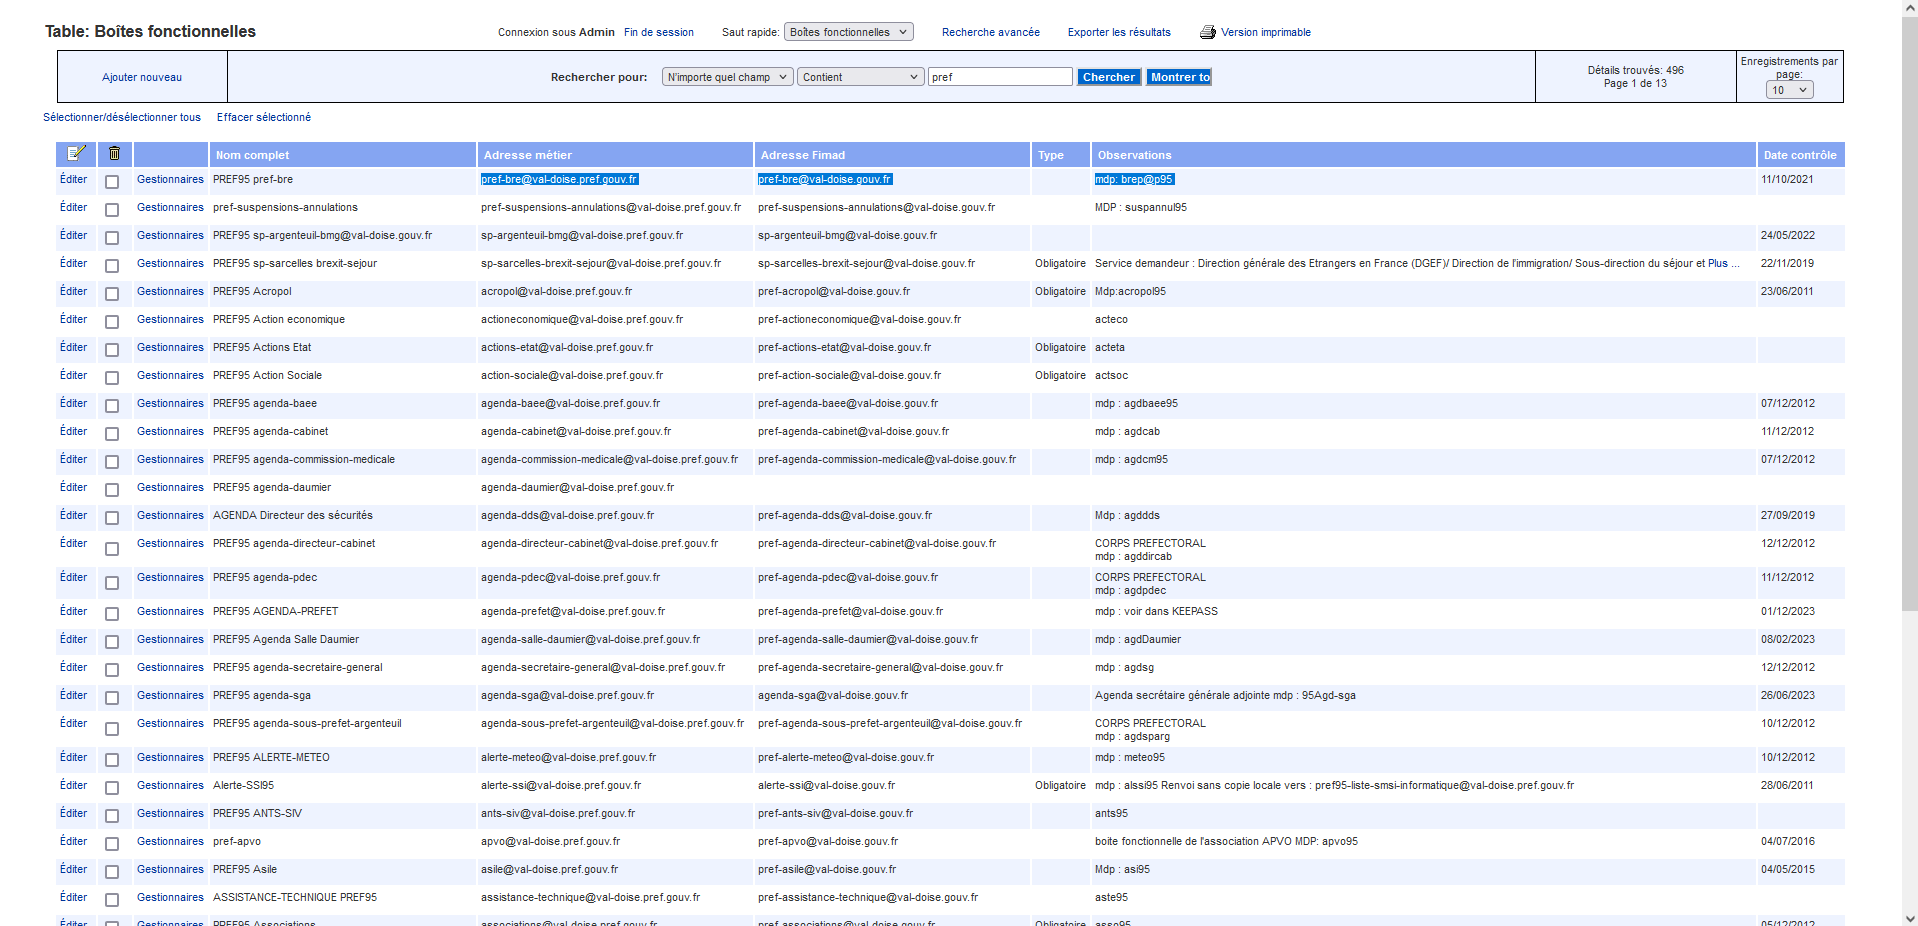 Table: Boîtes fonctionnelles
Connexion sous Admin Fin de session Saut rapide: Boîtes fonctionnelles Recherche avancée Exporter les résultats Version imprimable
Ajouter nouveau
Rechercher pour: N'importe quel champ Contient pref Chercher Montrer to
Détails trouvés: 496
Page 1 de 13
Enregistrements par
page:
10
Sélectionner/désélectionner tous Effacer sélectionné
Nom complet Adresse métier Adresse Fimad Type Observations Date contrôle
Éditer Gestionnaires PREF95 pref-bre pref-bre@val-doise.pref.gouv.fr pref-bre@val-doise.gouv.fr mdp: brep@p95 11/10/2021
Éditer Gestionnaires pref-suspensions-annulations pref-suspensions-annulations@val-doise.pref.gouv.fr pref-suspensions-annulations@val-doise.gouv.fr MDP : suspannul95
Éditer Gestionnaires PREF95 sp-argenteuil-bmg@val-doise.gouv.fr sp-argenteuil-bmg@val-doise.pref.gouv.fr sp-argenteuil-bmg@val-doise.gouv.fr 24/05/2022
Éditer Gestionnaires PREF95 sp-sarcelles brexit-sejour sp-sarcelles-brexit-sejour@val-doise.pref.gouv.fr sp-sarcelles-brexit-sejour@val-doise.gouv.fr Obligatoire Service demandeur : Direction générale des Etrangers en France (DGEF)/ Direction de l'immigration/ Sous-direction du séjour et Plus ... 22/11/2019
Éditer Gestionnaires PREF95 Acropol acropol@val-doise.pref.gouv.fr pref-acropol@val-doise.gouv.fr Obligatoire Mdp:acropol95 23/06/2011
Éditer Gestionnaires PREF95 Action economique actioneconomique@val-doise.pref.gouv.fr pref-actioneconomique@val-doise.gouv.fr acteco
Éditer Gestionnaires PREF95 Actions Etat actions-etat@val-doise.pref.gouv.fr pref-actions-etat@val-doise.gouv.fr Obligatoire acteta
Éditer Gestionnaires PREF95 Action Sociale action-sociale@val-doise.pref.gouv.fr pref-action-sociale@val-doise.gouv.fr Obligatoire actsoc
Éditer Gestionnaires PREF95 agenda-baee agenda-baee@val-doise.pref.gouv.fr pref-agenda-baee@val-doise.gouv.fr mdp : agdbaee95 07/12/2012
Éditer Gestionnaires PREF95 agenda-cabinet agenda-cabinet@val-doise.pref.gouv.fr pref-agenda-cabinet@val-doise.gouv.fr mdp : agdcab 11/12/2012
Éditer Gestionnaires PREF95 agenda-commission-medicale agenda-commission-medicale@val-doise.pref.gouv.fr pref-agenda-commission-medicale@val-doise.gouv.fr mdp : agdcm95 07/12/2012
Éditer Gestionnaires PREF95 agenda-daumier agenda-daumier@val-doise.pref.gouv.fr
Éditer Gestionnaires AGENDA Directeur des sécurités agenda-dds@val-doise.pref.gouv.fr pref-agenda-dds@val-doise.gouv.fr Mdp : agddds 27/09/2019
Éditer Gestionnaires PREF95 agenda-directeur-cabinet agenda-directeur-cabinet@val-doise.pref.gouv.fr pref-agenda-directeur-cabinet@val-doise.gouv.fr CORPS PREFECTORAL 12/12/2012
mdp : agddircab
Éditer Gestionnaires PREF95 agenda-pdec agenda-pdec@val-doise.pref.gouv.fr pref-agenda-pdec@val-doise.gouv.fr CORPS PREFECTORAL 11/12/2012
mdp : agdpdec
Éditer Gestionnaires PREF95 AGENDA-PREFET agenda-prefet@val-doise.pref.gouv.fr pref-agenda-prefet@val-doise.gouv.fr mdp : voir dans KEEPASS 01/12/2023
Éditer Gestionnaires PREF95 Agenda Salle Daumier agenda-salle-daumier@val-doise.pref.gouv.fr pref-agenda-salle-daumier@val-doise.gouv.fr mdp : agdDaumier 08/02/2023
Éditer Gestionnaires PREF95 agenda-secretaire-general agenda-secretaire-general@val-doise.pref.gouv.fr pref-agenda-secretaire-general@val-doise.gouv.fr mdp : agdsg 12/12/2012
Éditer Gestionnaires PREF95 agenda-sga agenda-sga@val-doise.pref.gouv.fr agenda-sga@val-doise.gouv.fr Agenda secrétaire générale adjointe mdp : 95Agd-sga 26/06/2023
Éditer Gestionnaires PREF95 agenda-sous-prefet-argenteuil agenda-sous-prefet-argenteuil@val-doise.pref.gouv.fr pref-agenda-sous-prefet-argenteuil@val-doise.gouv.fr CORPS PREFECTORAL 10/12/2012
mdp : agdsparg
Éditer Gestionnaires PREF95 ALERTE-METEO alerte-meteo@val-doise.pref.gouv.fr pref-alerte-meteo@val-doise.gouv.fr mdp : meteo95 10/12/2012
Éditer Gestionnaires Alerte-SSI95 alerte-ssi@val-doise.pref.gouv.fr alerte-ssi@val-doise.gouv.fr Obligatoire mdp : alssi95 Renvoi sans copie locale vers : pref95-liste-smsi-informatique@val-doise.pref.gouv.fr 28/06/2011
Éditer Gestionnaires PREF95 ANTS-SIV ants-siv@val-doise.pref.gouv.fr pref-ants-siv@val-doise.gouv.fr ants95
Éditer Gestionnaires pref-apvo apvo@val-doise.pref.gouv.fr pref-apvo@val-doise.gouv.fr boite fonctionnelle de l'association APVO MDP: apvo95 04/07/2016
Éditer Gestionnaires PREF95 Asile asile@val-doise.pref.gouv.fr pref-asile@val-doise.gouv.fr Mdp : asi95 04/05/2015
Éditer Gestionnaires ASSISTANCE-TECHNIQUE PREF95 assistance-technique@val-doise.pref.gouv.fr pref-assistance-technique@val-doise.gouv.fr aste95
Éditer Gestionnaires PREF95 Associations associations@val-doise.pref.gouv.fr pref-associations@val-doise.gouv.fr Obligatoire asso95 05/12/2012